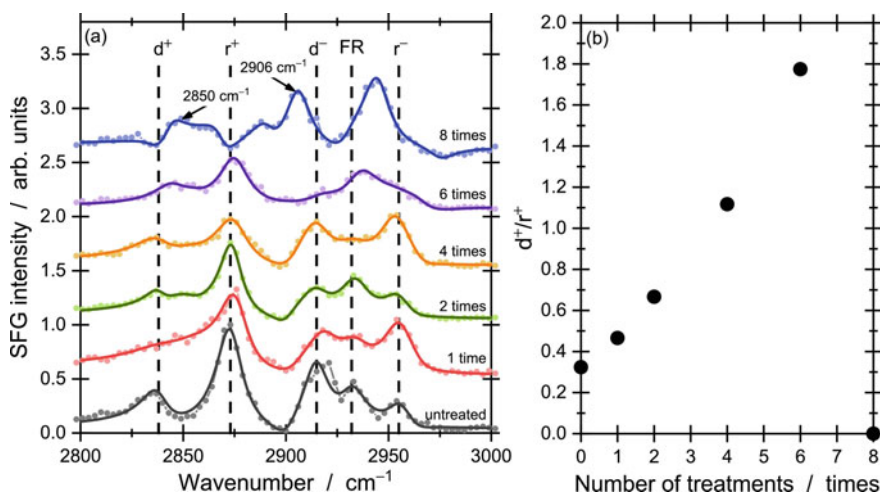 (a)
d⁺ r⁺ d⁻ FR r⁻
2906 cm⁻¹
2850 cm⁻¹
8 times
6 times
4 times
2 times
1 time
untreated
3.5
3.0
2.5
2.0
1.5
1.0
0.5
0.0
SFG intensity / arb. units
2800 2850 2900 2950 3000
Wavenumber / cm⁻¹
(b)
2.0
1.8
1.6
1.4
1.2
1.0
0.8
0.6
0.4
0.2
0.0
d⁺/r⁺
0 1 2 3 4 5 6 7 8
Number of treatments / times